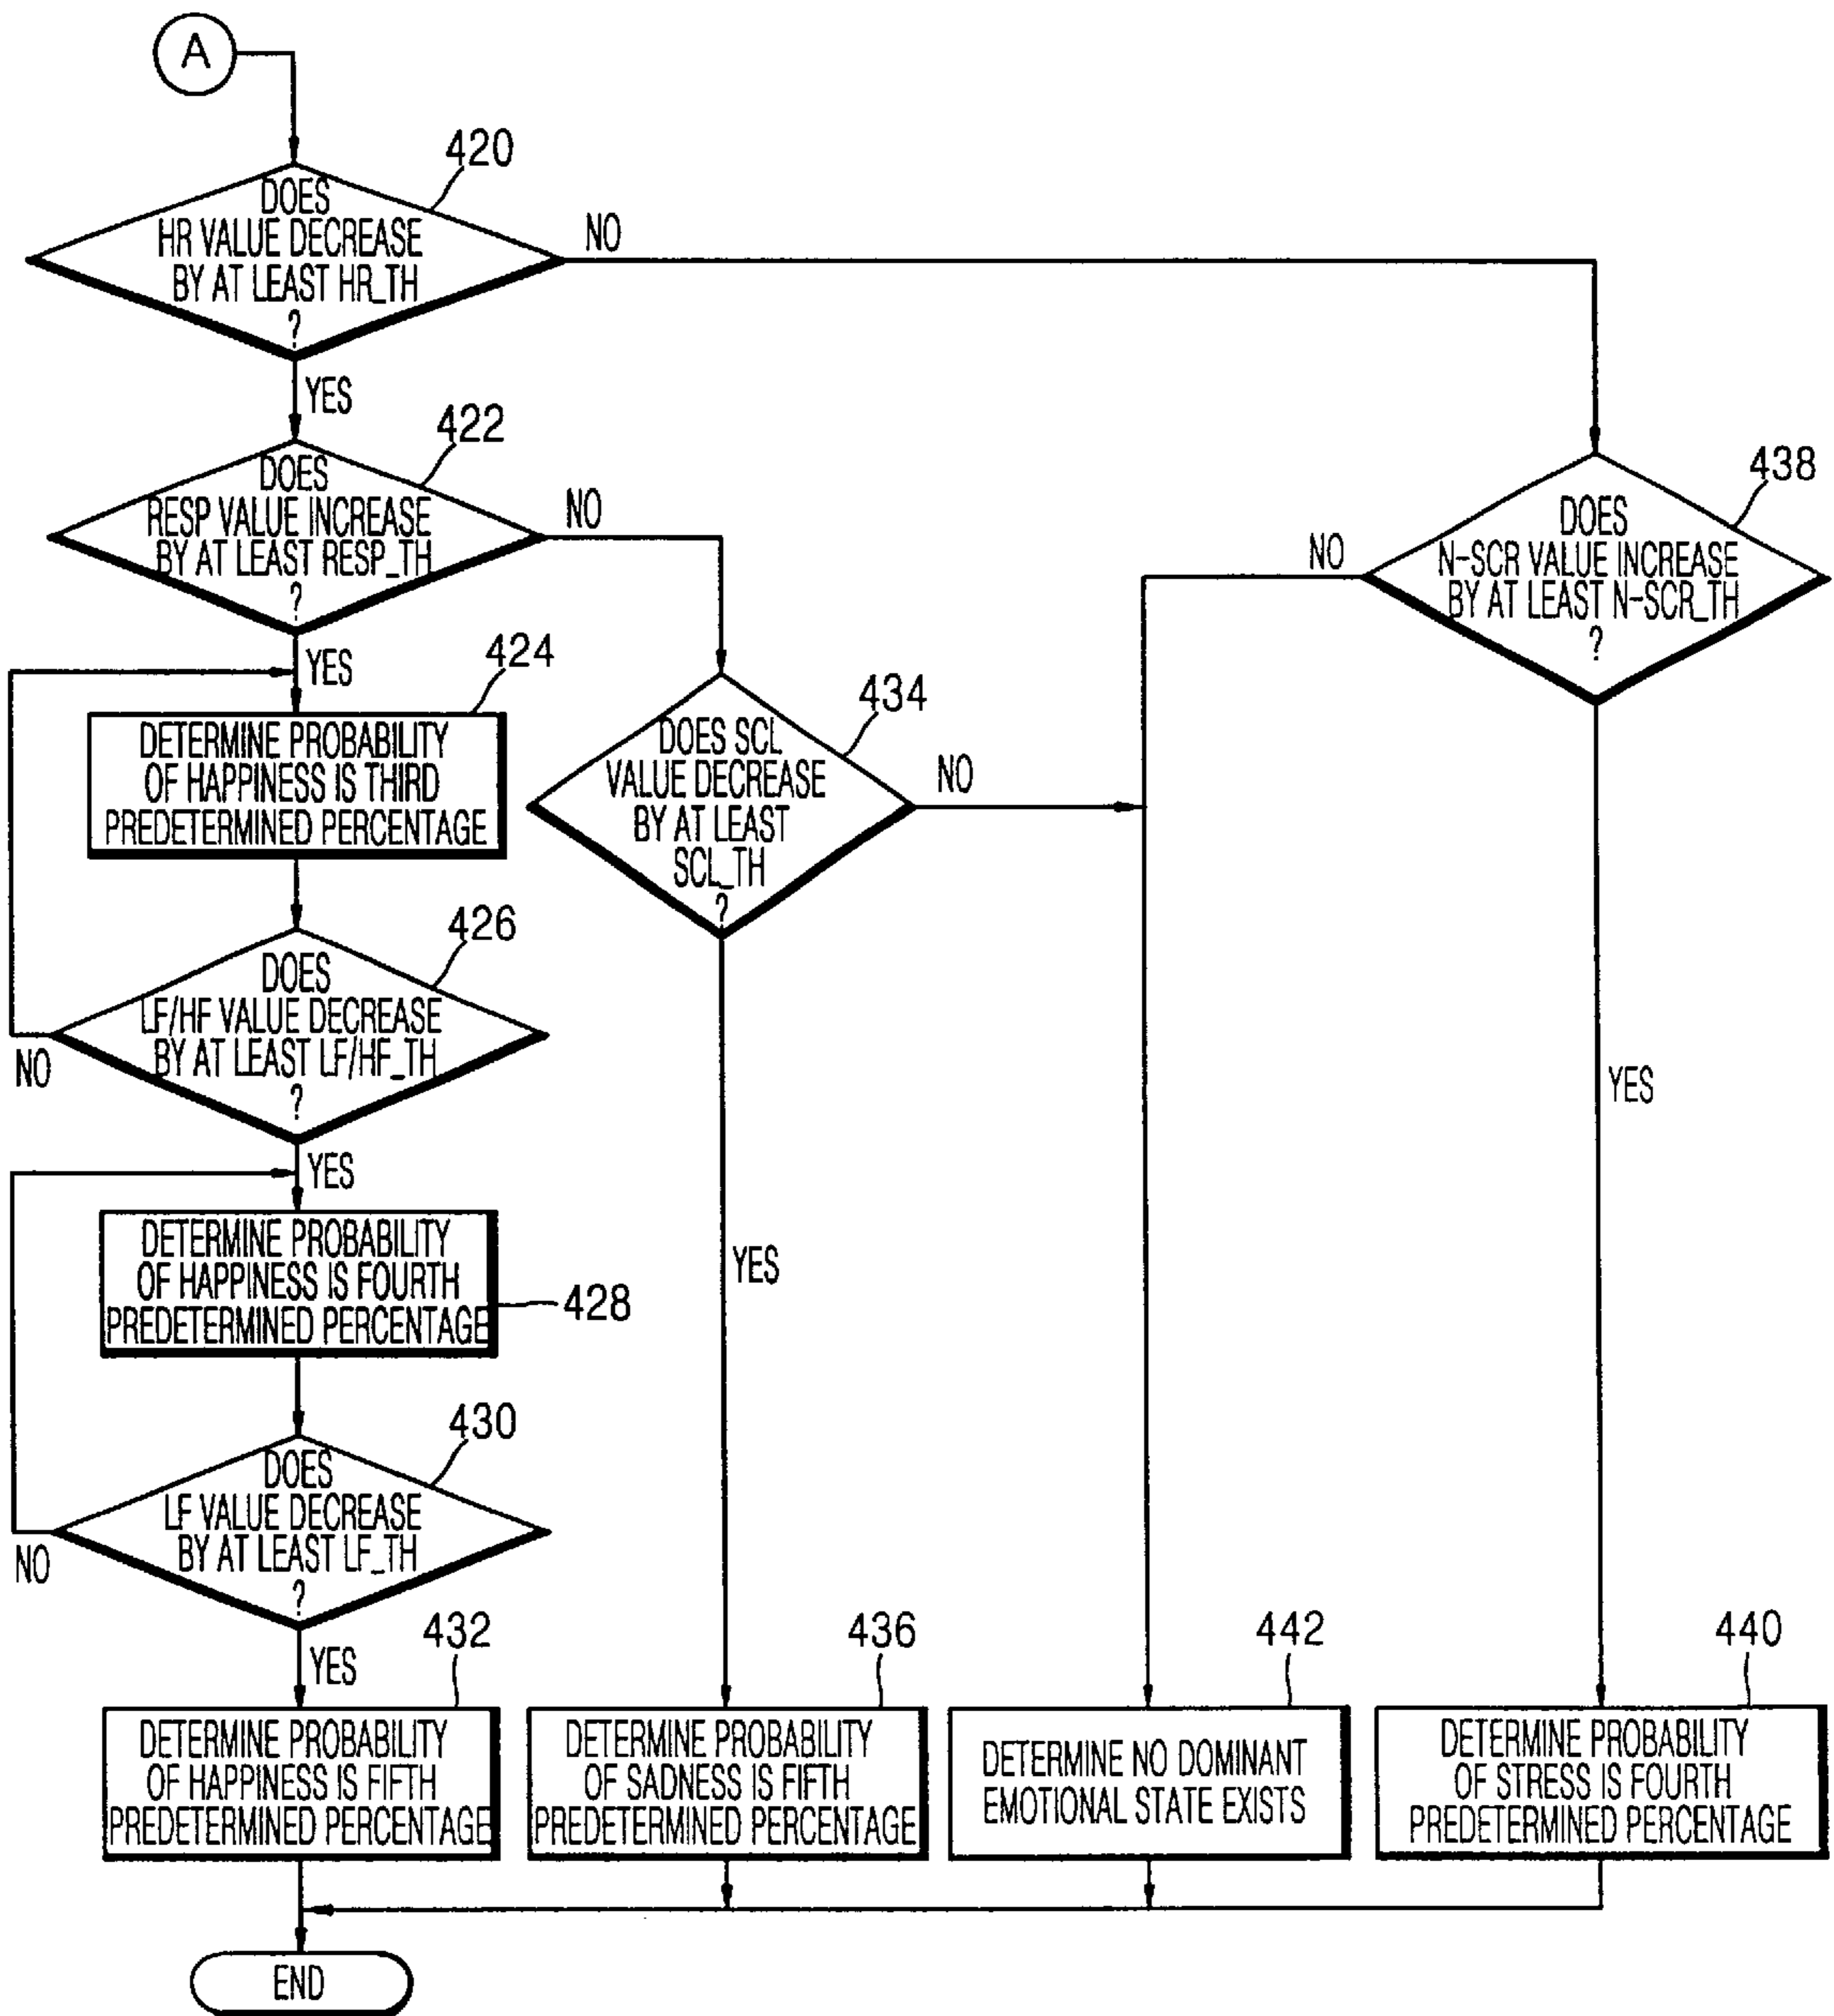 A
420
DOES
HR VALUE DECREASE
BY AT LEAST HR_TH
?
NO
YES
422
DOES
RESP VALUE INCREASE
BY AT LEAST RESP_TH
?
NO
YES
438
DOES
N-SCR VALUE INCREASE
BY AT LEAST N-SCR_TH
?
NO
YES
424
DETERMINE PROBABILITY
OF HAPPINESS IS THIRD
PREDETERMINED PERCENTAGE
434
DOES SCL
VALUE DECREASE
BY AT LEAST
SCL_TH
?
NO
YES
426
DOES
LF/HF VALUE DECREASE
BY AT LEAST LF/HF_TH
?
NO
YES
DETERMINE PROBABILITY
OF HAPPINESS IS FOURTH
PREDETERMINED PERCENTAGE
428
430
DOES
LF VALUE DECREASE
BY AT LEAST LF_TH
?
NO
YES
432
DETERMINE PROBABILITY
OF HAPPINESS IS FIFTH
PREDETERMINED PERCENTAGE
436
DETERMINE PROBABILITY
OF SADNESS IS FIFTH
PREDETERMINED PERCENTAGE
442
DETERMINE NO DOMINANT
EMOTIONAL STATE EXISTS
440
DETERMINE PROBABILITY
OF STRESS IS FOURTH
PREDETERMINED PERCENTAGE
END